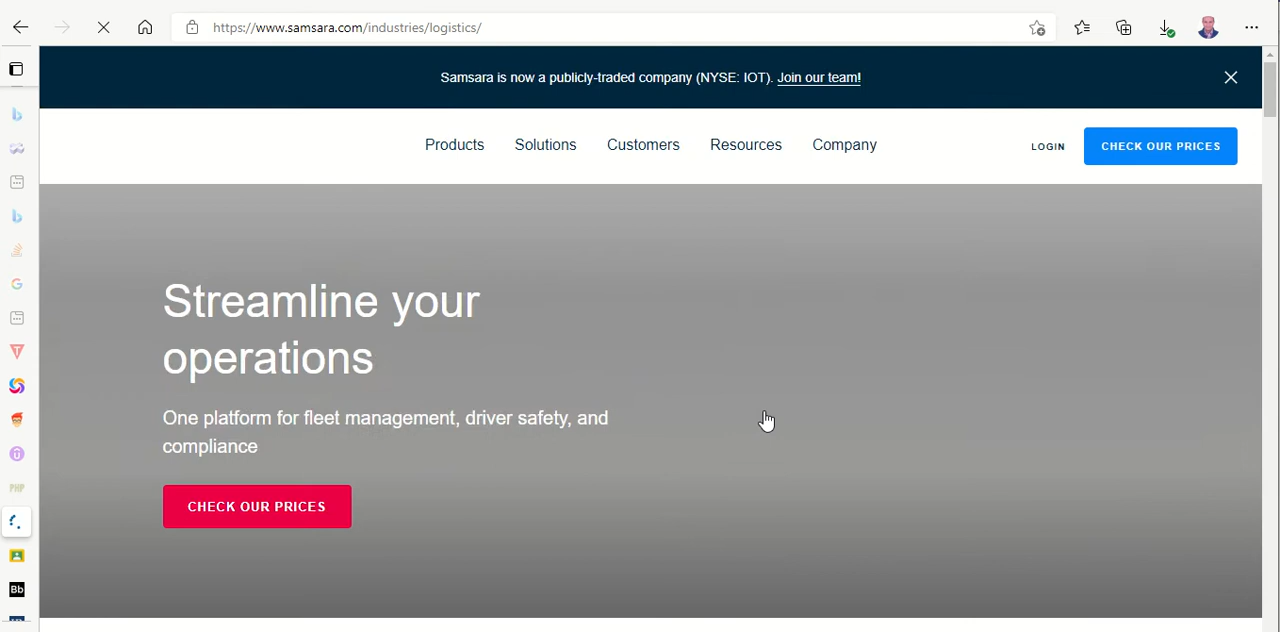 https://www.samsara.com/industries/logistics/
Samsara is now a publicly-traded company (NYSE: IOT). Join our team!
Products Solutions Customers Resources Company LOGIN CHECK OUR PRICES
Streamline your
operations
One platform for fleet management, driver safety, and
compliance
CHECK OUR PRICES
PHP
Bb